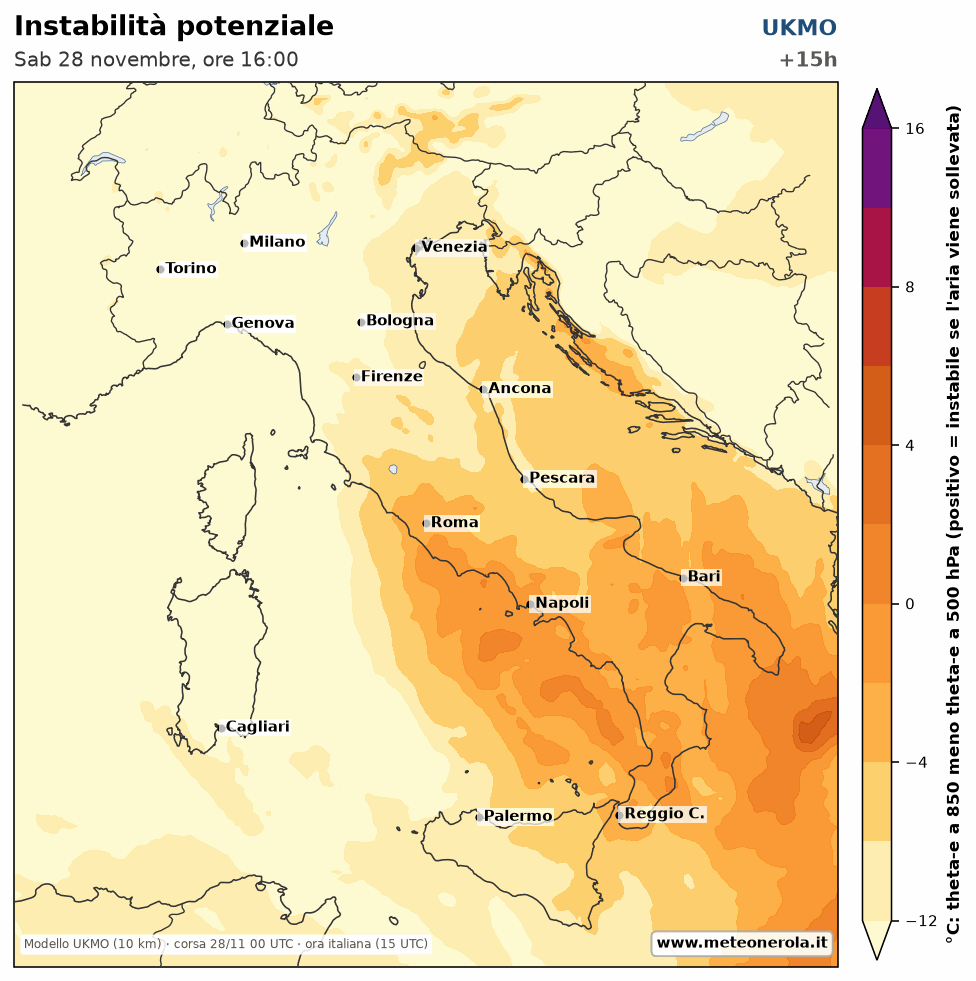 Instabilità potenziale
UKMO
Sab 28 novembre, ore 16:00
+15h
Milano
Venezia
Torino
Genova
Bologna
Firenze
Ancona
Pescara
Roma
Bari
Napoli
Cagliari
Palermo
Reggio C.
Modello UKMO (10 km) · corsa 28/11 00 UTC · ora italiana (15 UTC)
www.meteonerola.it
16
8
4
0
−4
−12
°C: theta-e a 850 meno theta-e a 500 hPa (positivo = instabile se l'aria viene sollevata)